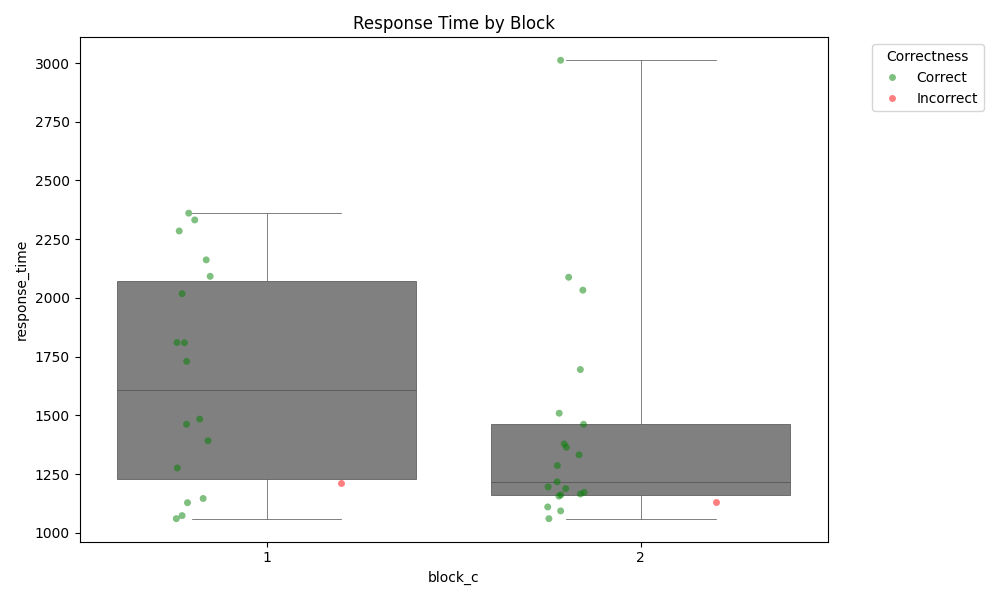 Response Time by Block
Correctness
Correct
Incorrect
response_time
3000
2750
2500
2250
2000
1750
1500
1250
1000
1
2
block_c